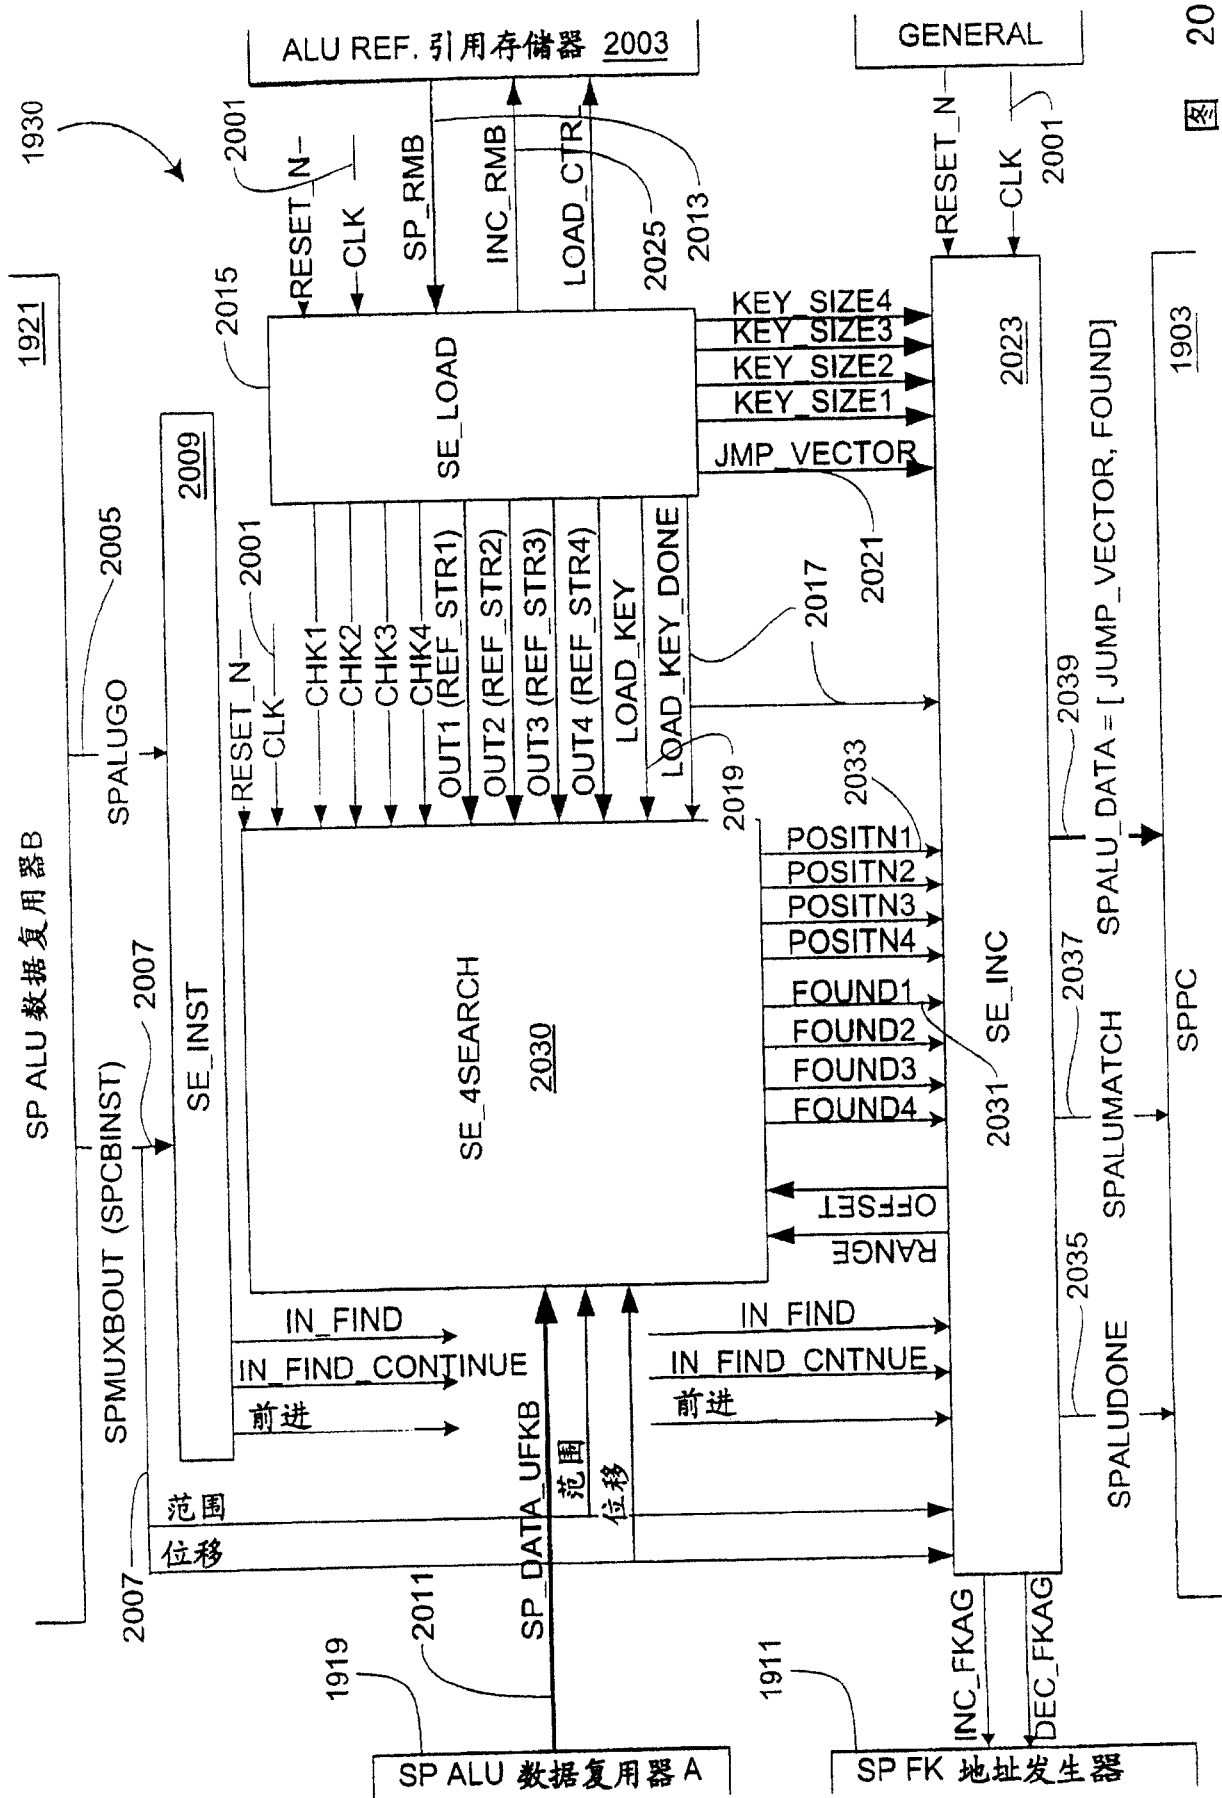 SP ALU 数据复用器B
1921
1930
SPMUXBOUT (SPCBINST)
2007
SPALUGO
2005
2007
SE_INST
2009
2015
RESET_N
2001
CLK
ALU REF. 引用存储器 2003
SP_RMB
INC_RMB
LOAD_CTRL
2025
2013
SE_LOAD
RESET_N
2001
CLK
CHK1
CHK2
CHK3
CHK4
OUT1 (REF_STR1)
OUT2 (REF_STR2)
OUT3 (REF_STR3)
OUT4 (REF_STR4)
LOAD_KEY
LOAD_KEY_DONE
2019
2017
KEY_SIZE4
KEY_SIZE3
KEY_SIZE2
KEY_SIZE1
JMP_VECTOR
2021
SE_4SEARCH
2030
IN_FIND
IN_FIND_CONTINUE
前进
范围
位移
1919
2011
SP_DATA_UFKB
范围
位移
SP ALU 数据复用器 A
IN_FIND
IN_FIND_CNTNUE
前进
RANGE
OFFSET
FOUND4
FOUND3
FOUND2
FOUND1
2031
POSITN4
POSITN3
POSITN2
POSITN1
2033
SE_INC
2023
GENERAL
RESET_N
CLK
2001
1911
INC_FKAG
DEC_FKAG
SP FK 地址发生器
SPALUDONE
2035
SPALUMATCH
2037
SPALU_DATA = [ JUMP_VECTOR, FOUND]
2039
SPPC
1903
图 20